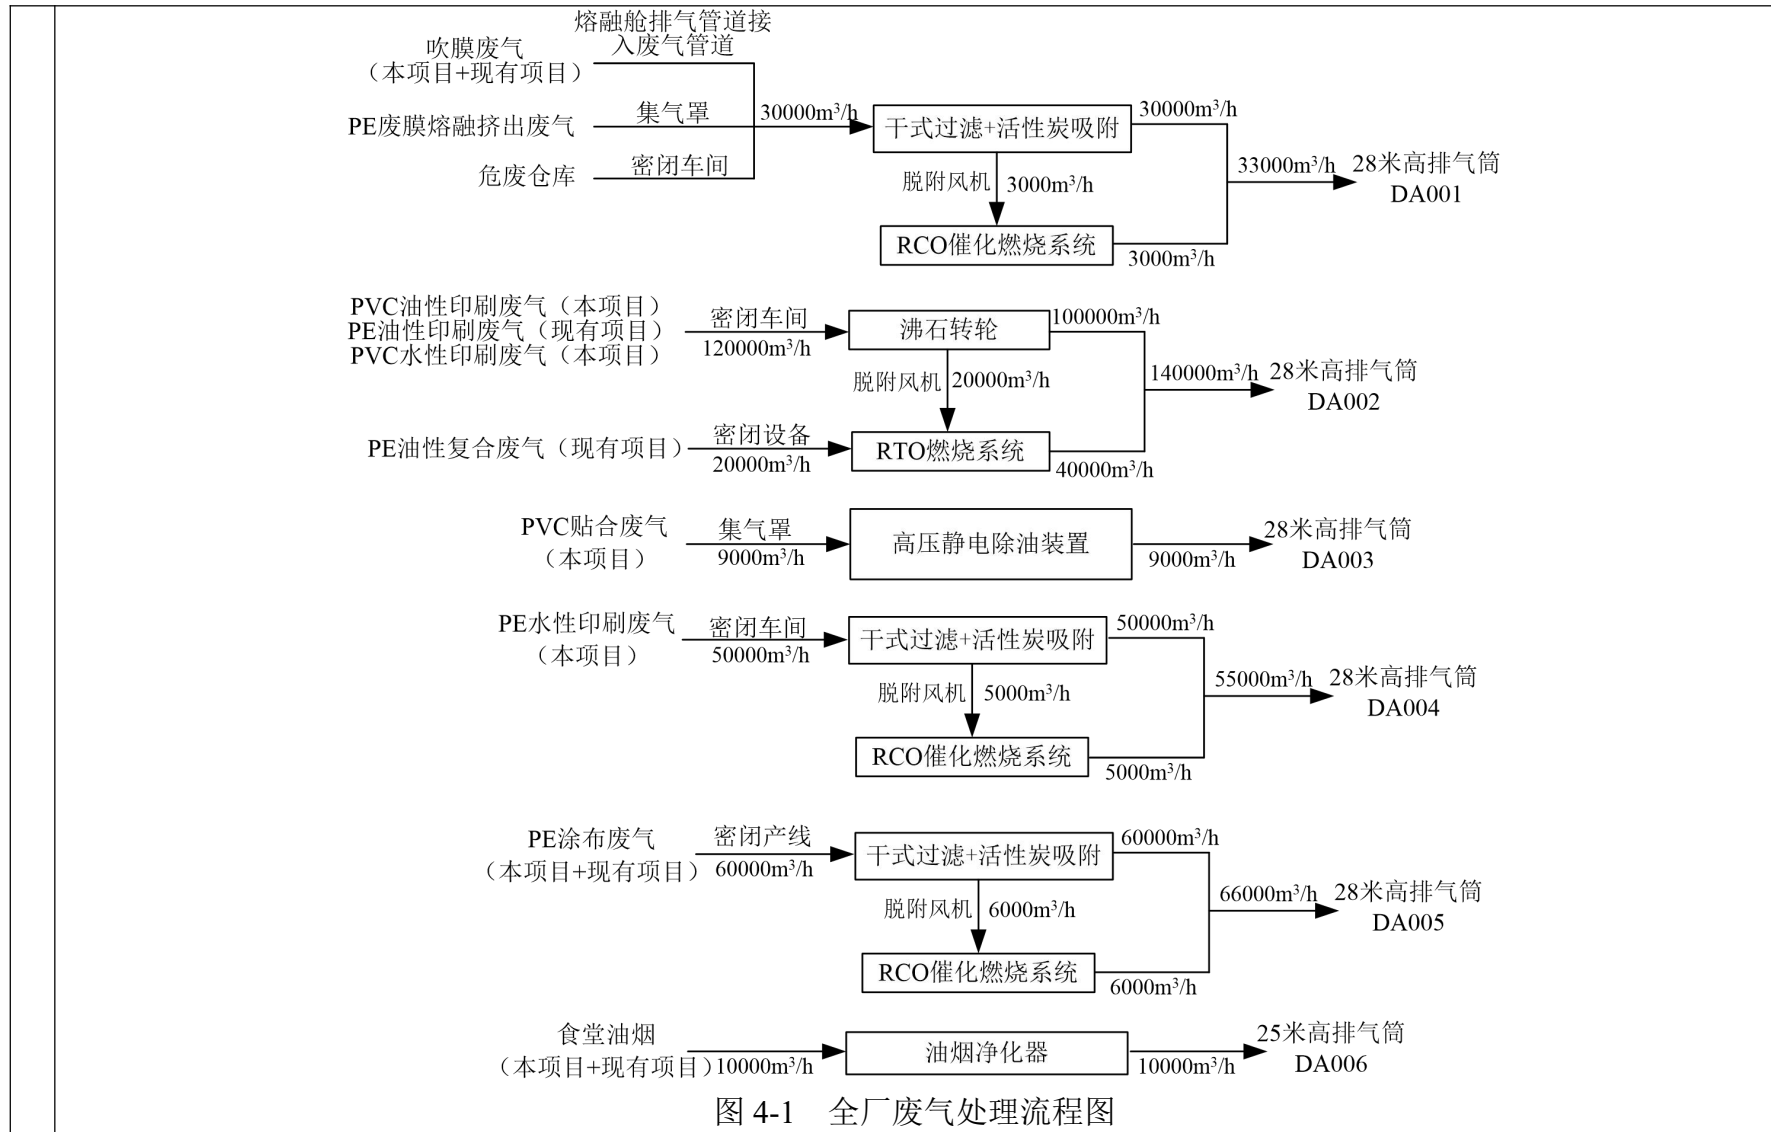 熔融舱排气管道接
入废气管道
吹膜废气
（本项目+现有项目）
集气罩
PE废膜熔融挤出废气
密闭车间
危废仓库
30000m³/h
干式过滤+活性炭吸附
30000m³/h
脱附风机
3000m³/h
RCO催化燃烧系统
3000m³/h
33000m³/h
28米高排气筒
DA001
PVC油性印刷废气（本项目）
PE油性印刷废气（现有项目）
PVC水性印刷废气（本项目）
密闭车间
120000m³/h
沸石转轮
100000m³/h
脱附风机
20000m³/h
140000m³/h
28米高排气筒
DA002
PE油性复合废气（现有项目）
密闭设备
20000m³/h
RTO燃烧系统
40000m³/h
PVC贴合废气
（本项目）
集气罩
9000m³/h
高压静电除油装置
9000m³/h
28米高排气筒
DA003
PE水性印刷废气
（本项目）
密闭车间
50000m³/h
干式过滤+活性炭吸附
50000m³/h
脱附风机
5000m³/h
RCO催化燃烧系统
5000m³/h
55000m³/h
28米高排气筒
DA004
PE涂布废气
（本项目+现有项目）
密闭产线
60000m³/h
干式过滤+活性炭吸附
60000m³/h
脱附风机
6000m³/h
RCO催化燃烧系统
6000m³/h
66000m³/h
28米高排气筒
DA005
食堂油烟
（本项目+现有项目）
10000m³/h
油烟净化器
10000m³/h
25米高排气筒
DA006
图 4-1 全厂废气处理流程图